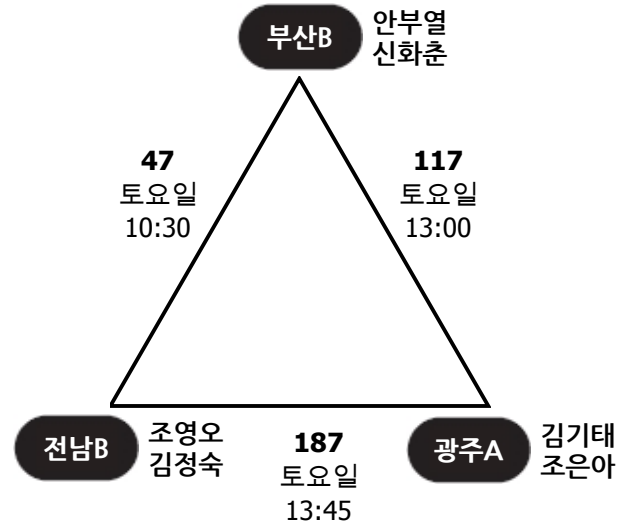 부산B
안부열
신화춘
47
토요일
10:30
117
토요일
13:00
전남B
조영오
김정숙
187
토요일
13:45
광주A
김기태
조은아